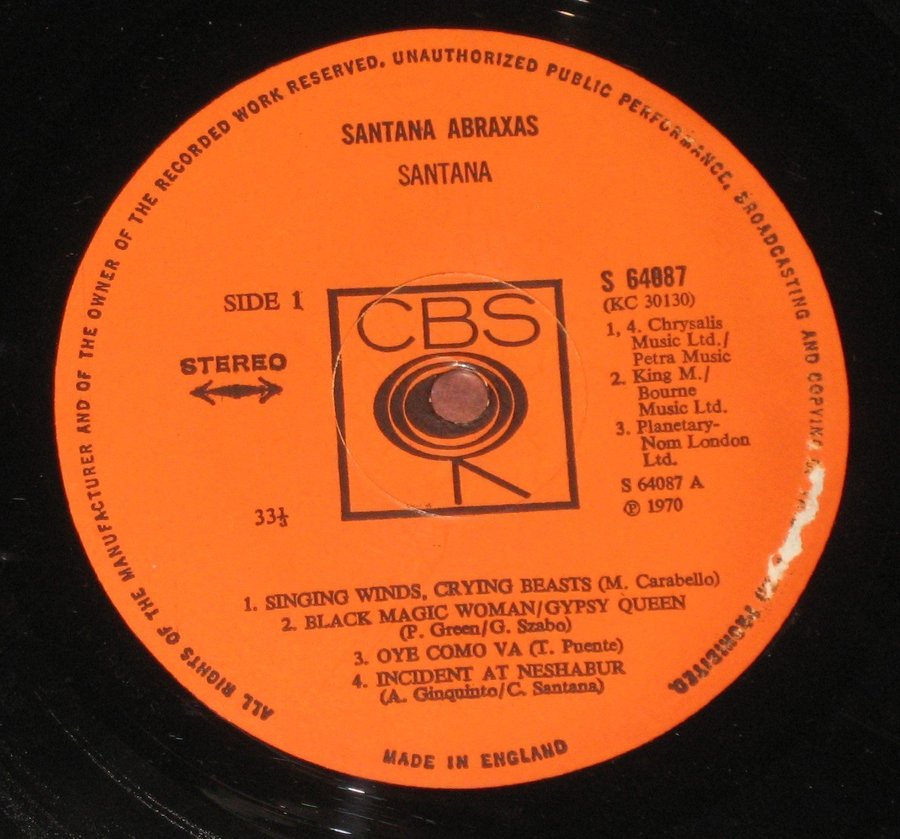 ALL RIGHTS OF THE MANUFACTURER AND OF THE OWNER OF THE RECORDED WORK RESERVED. UNAUTHORIZED PUBLIC PERFORMANCE, BROADCASTING AND COPYING PROHIBITED.
SANTANA ABRAXAS
SANTANA
SIDE 1
STEREO
33⅓
CBS
S 64087
(KC 30130)
1, 4. Chrysalis
Music Ltd./
Petra Music
2. King M./
Bourne
Music Ltd.
3. Planetary-
Nom London
Ltd.
S 64087 A
℗ 1970
1. SINGING WINDS, CRYING BEASTS (M. Carabello)
2. BLACK MAGIC WOMAN/GYPSY QUEEN
(P. Green/G. Szabo)
3. OYE COMO VA (T. Puente)
4. INCIDENT AT NESHABUR
(A. Ginquinto/C. Santana)
MADE IN ENGLAND